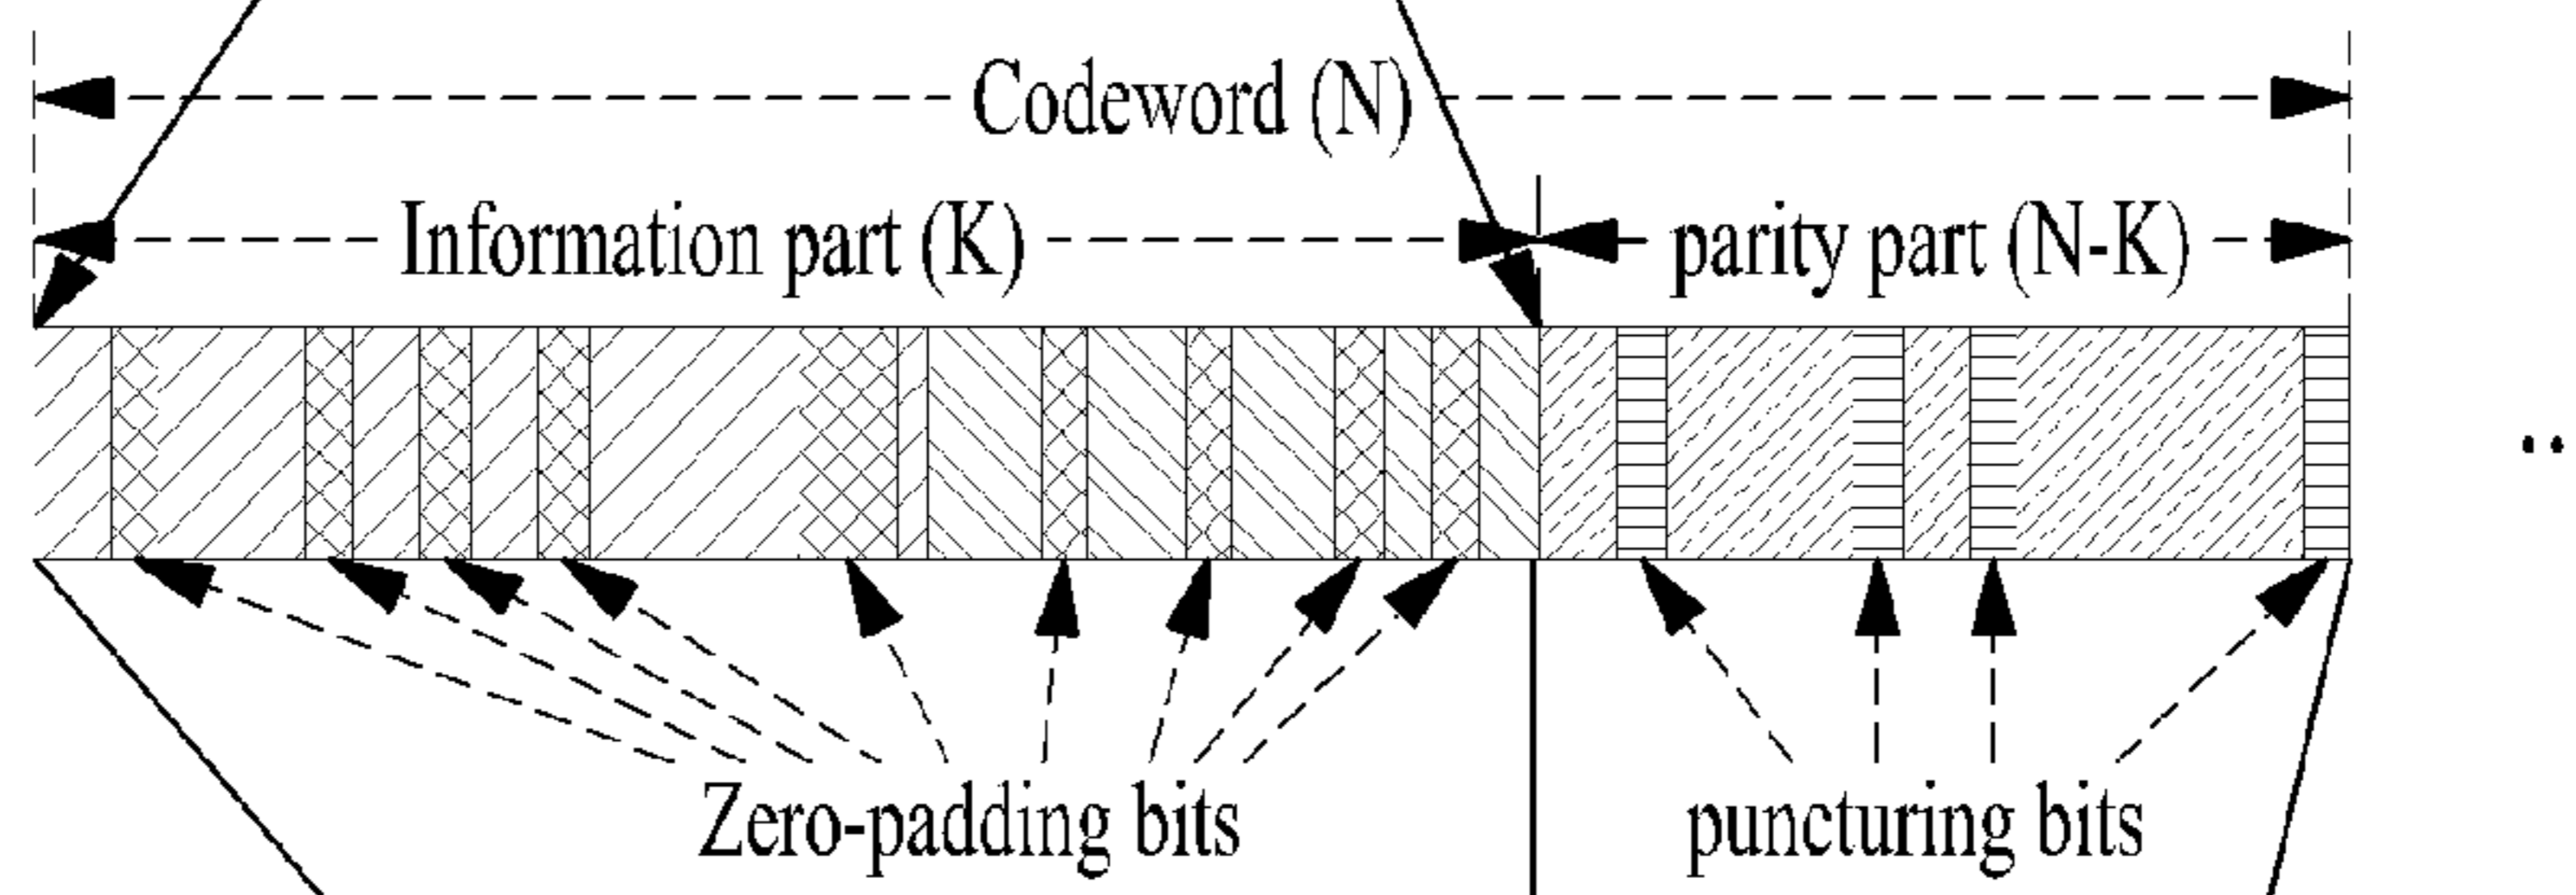 Codeword (N)
Information part (K)
parity part (N-K)
Zero-padding bits
puncturing bits